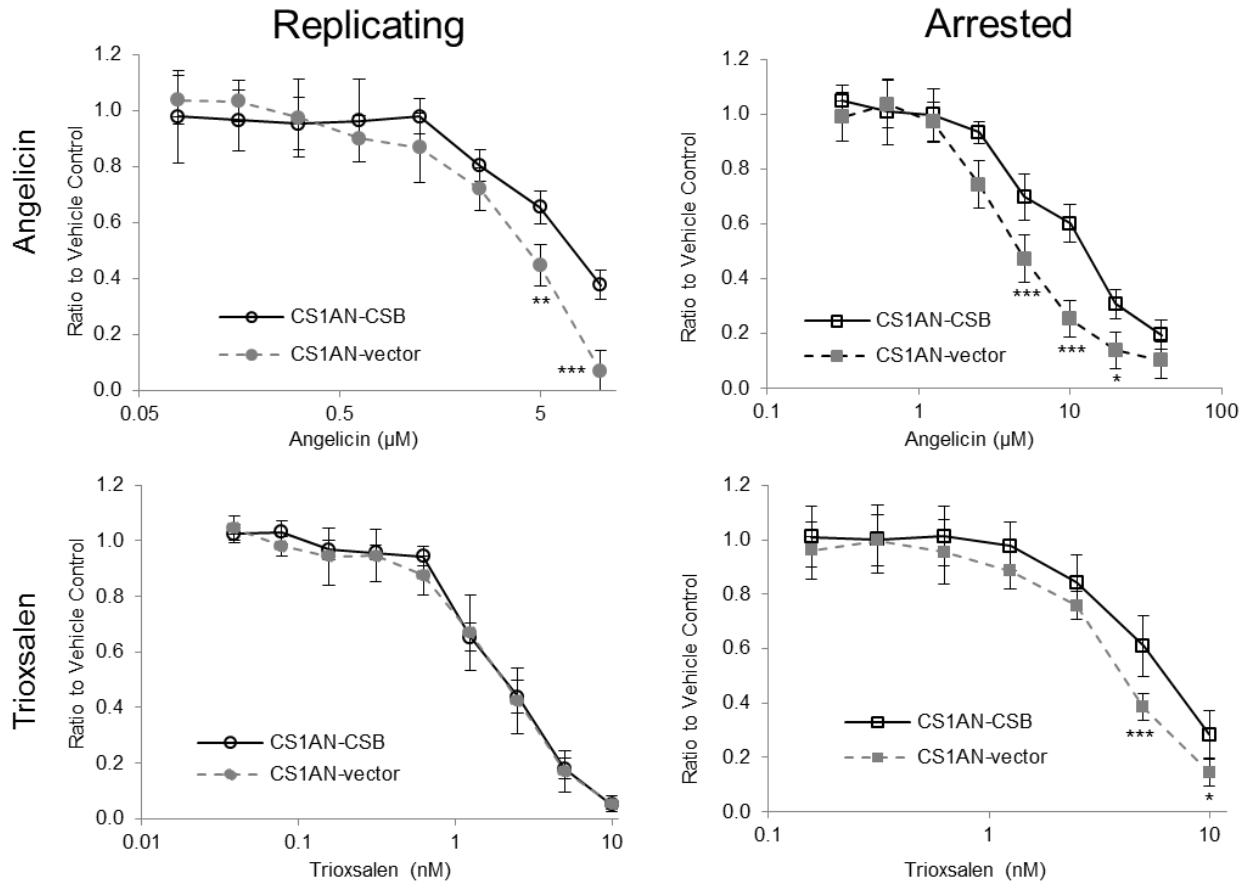 Replicating
Arrested
Angelicin
Ratio to Vehicle Control
1.2
1.0
0.8
0.6
0.4
0.2
0.0
CS1AN-CSB
CS1AN-vector
**
***
0.05
0.5
5
Angelicin (µM)
Ratio to Vehicle Control
1.2
1.0
0.8
0.6
0.4
0.2
0.0
CS1AN-CSB
CS1AN-vector
***
***
*
0.1
1
10
100
Angelicin (µM)
Trioxsalen
Ratio to Vehicle Control
1.2
1.0
0.8
0.6
0.4
0.2
0.0
CS1AN-CSB
CS1AN-vector
0.01
0.1
1
10
Trioxsalen (nM)
Ratio to Vehicle Control
1.2
1.0
0.8
0.6
0.4
0.2
0.0
CS1AN-CSB
CS1AN-vector
***
*
0.1
1
10
Trioxsalen (nM)